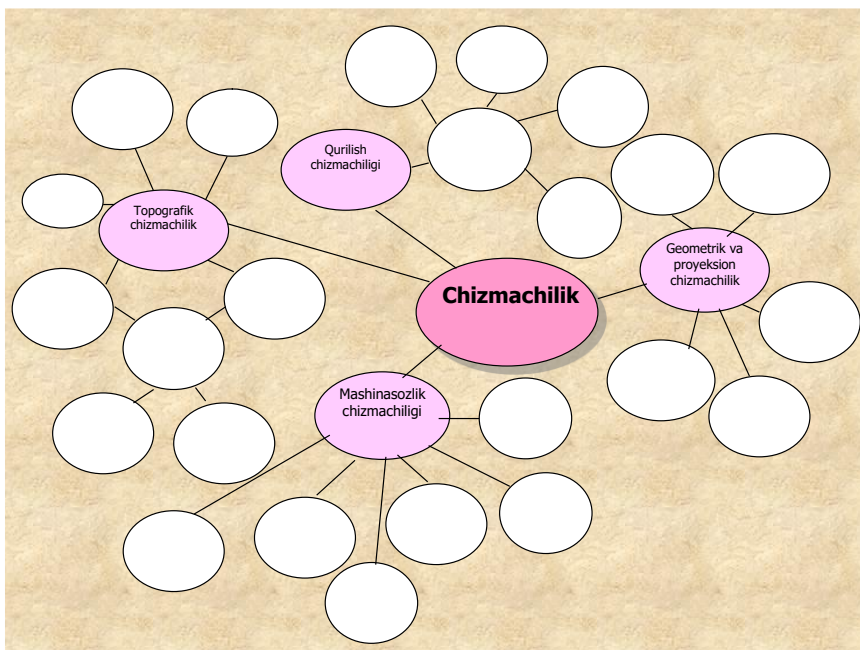 Qurilish
chizmachiligi
Topografik
chizmachilik
Geometrik va
proyeksion
chizmachilik
Chizmachilik
Mashinasozlik
chizmachiligi